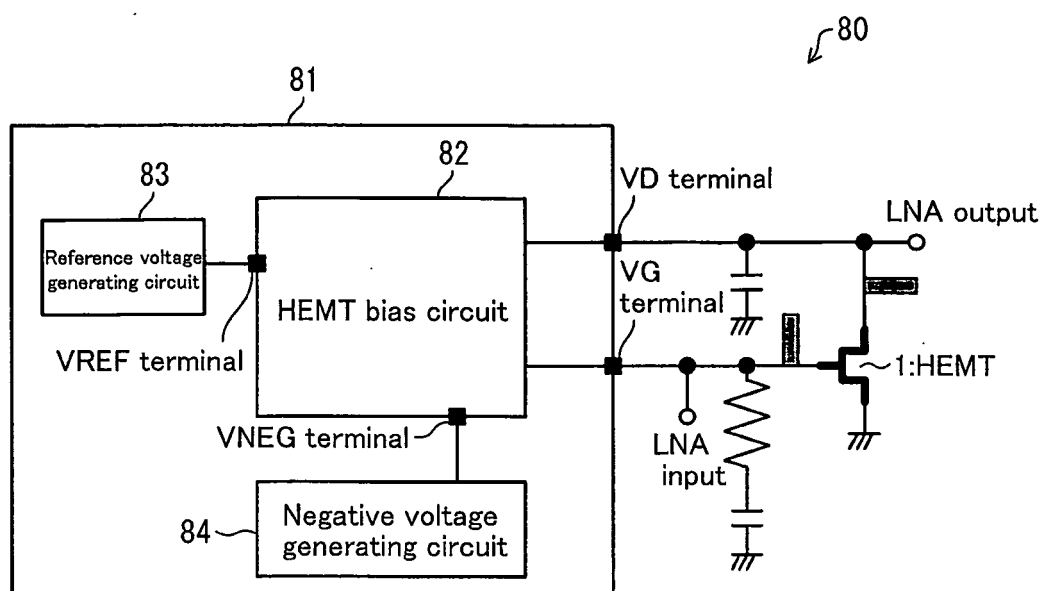 80
81
82
83
VD terminal
LNA output
Reference voltage
generating circuit
VG
terminal
HEMT bias circuit
VREF terminal
1:HEMT
VNEG terminal
LNA
input
84
Negative voltage
generating circuit